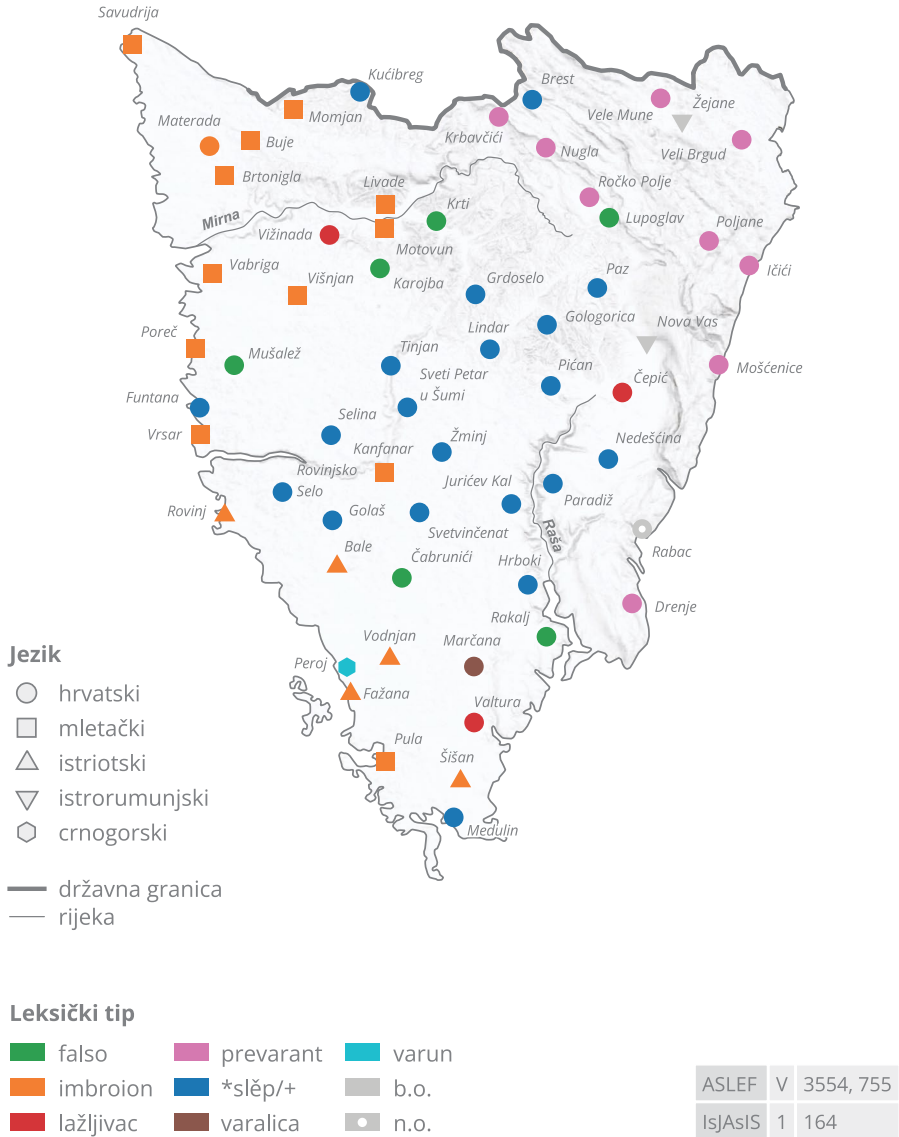 Savudrija
Kućibreg
Brest
Žejane
Vele Mune
Momjan
Materada
Buje
Krbavčići
Nugla
Veli Brgud
Brtonigla
Livade
Ročko Polje
Krti
Lupoglav
Mirna
Poljane
Vižinada
Motovun
Vabriga
Višnjan
Karojba
Grdoselo
Paz
Ičići
Gologorica
Nova Vas
Poreč
Lindar
Mušalež
Tinjan
Sveti Petar
u Šumi
Pićan
Čepić
Mošćenice
Funtana
Selina
Vrsar
Kanfanar
Žminj
Nedešćina
Rovinjsko
Selo
Jurićev Kal
Paradiž
Rovinj
Golaš
Svetvinčenat
Raša
Bale
Čabrunići
Hrboki
Rabac
Rakalj
Drenje
Vodnjan
Marčana
Peroj
Fažana
Valtura
Pula
Šišan
Medulin
Jezik
hrvatski
mletački
istriotski
istrorumunjski
crnogorski
državna granica
rijeka
Leksički tip
falso prevarant varun
imbroion *slěp/+ b.o.
lažljivac varalica n.o.
ASLEF V 3554, 755
IsJAsIS 1 164